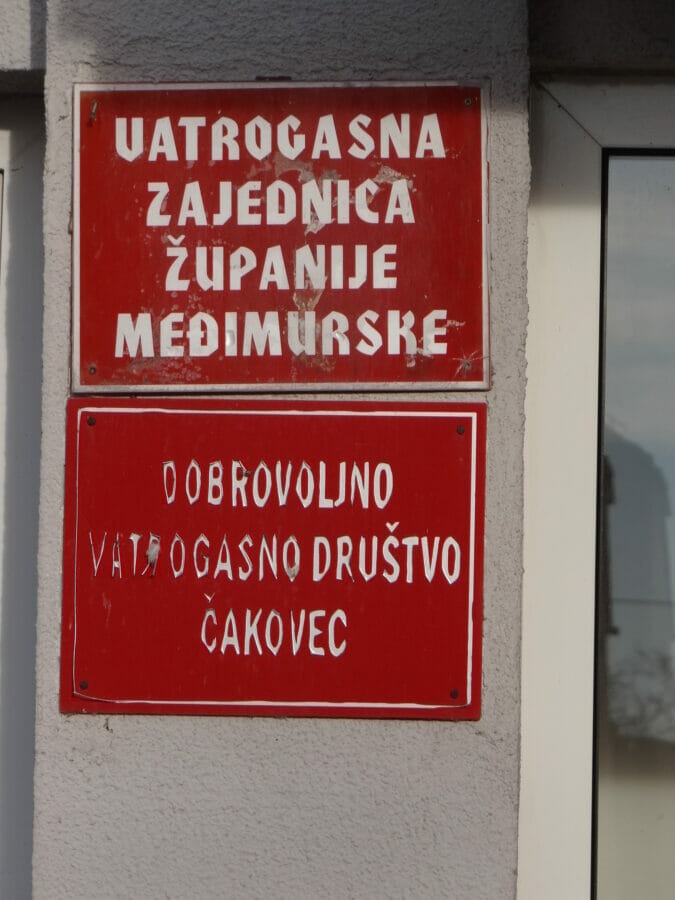 VATROGASNA
ZAJEDNICA
ŽUPANIJE
MEĐIMURSKE
DOBROVOLJNO
VATROGASNO DRUŠTVO
ČAKOVEC